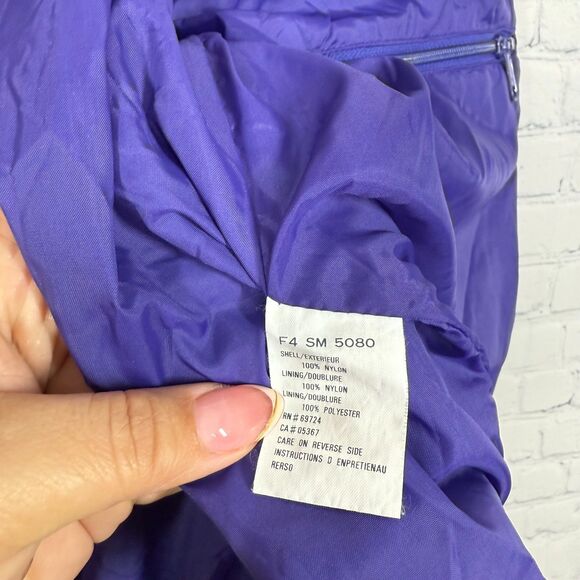 F4 SM 5080
SHELL/EXTERIEUR
100% NYLON
LINING/DOUBLURE
100% NYLON
LINING/DOUBLURE
100% POLYESTER
RN# 69724
CA# 05367
CARE ON REVERSE SIDE
INSTRUCTIONS D ENPRETIENAU
RERSO